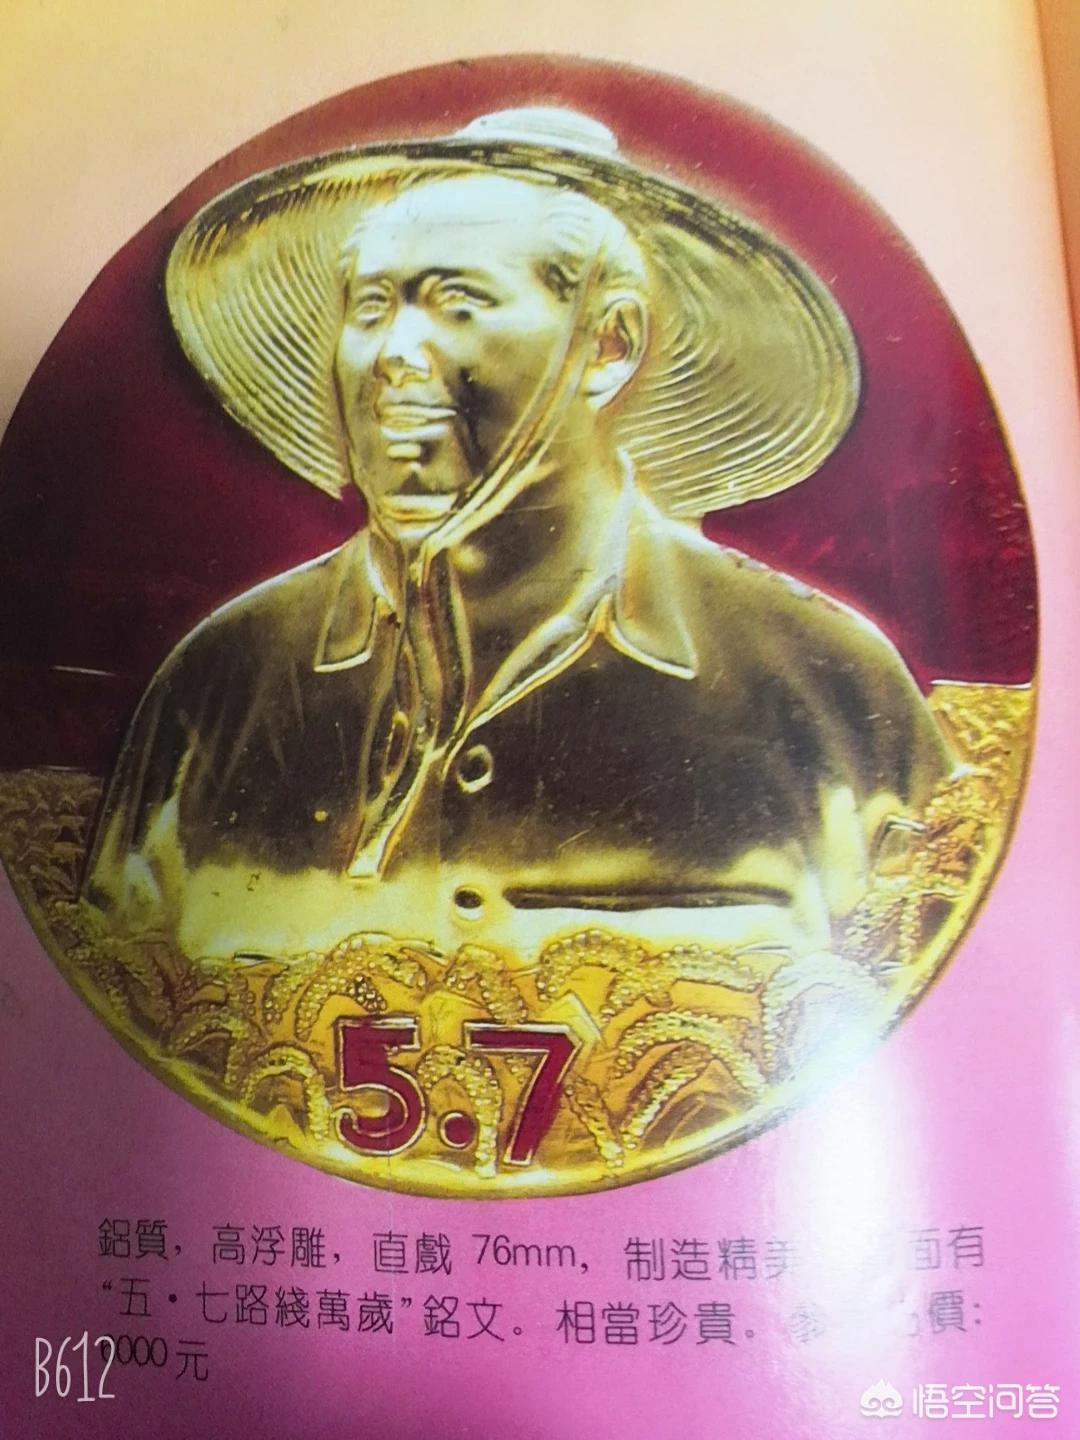 5.7
鋁質，高浮雕，直戲 76mm，制造精美 面有
“五·七路綫萬歲”銘文。相當珍貴。 價：
6000元
B612
悟空问答